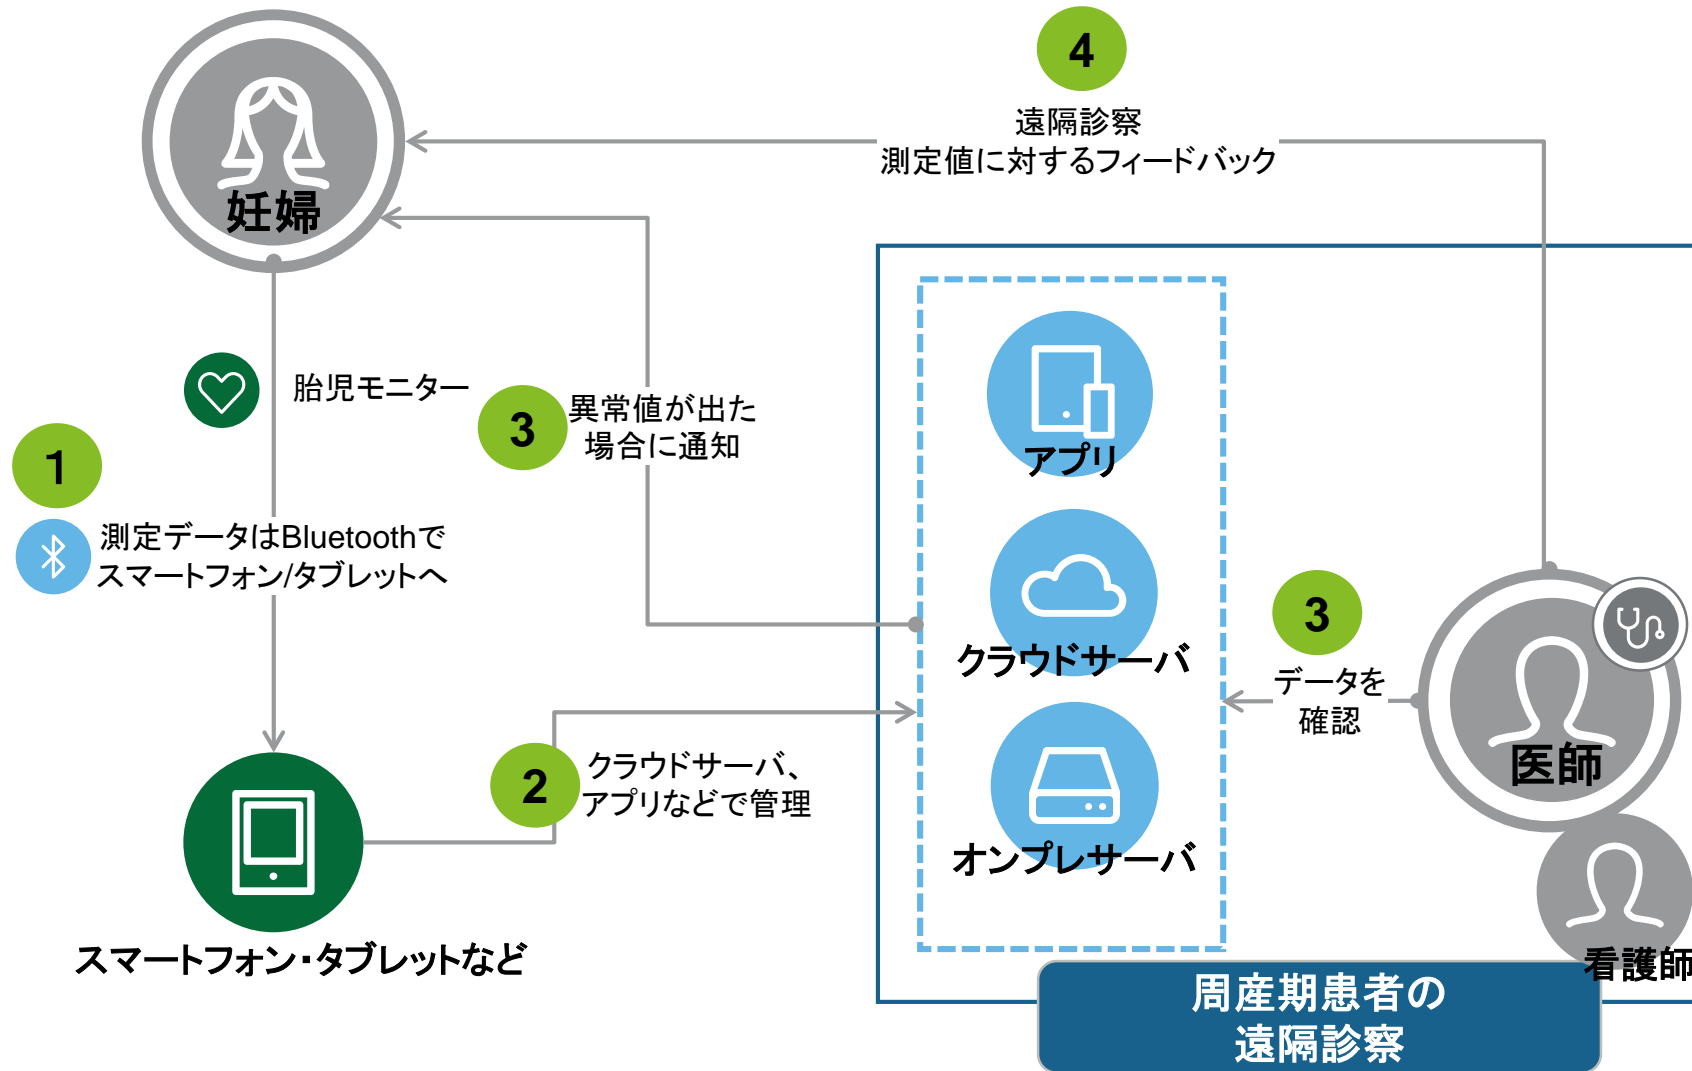 4
遠隔診察
測定値に対するフィードバック
妊婦
胎児モニター
3
異常値が出た
場合に通知
1
測定データはBluetoothで
スマートフォン/タブレットへ
アプリ
クラウドサーバ
オンプレサーバ
3
データを
確認
医師
2
クラウドサーバ、
アプリなどで管理
スマートフォン・タブレットなど
看護師
周産期患者の
遠隔診察